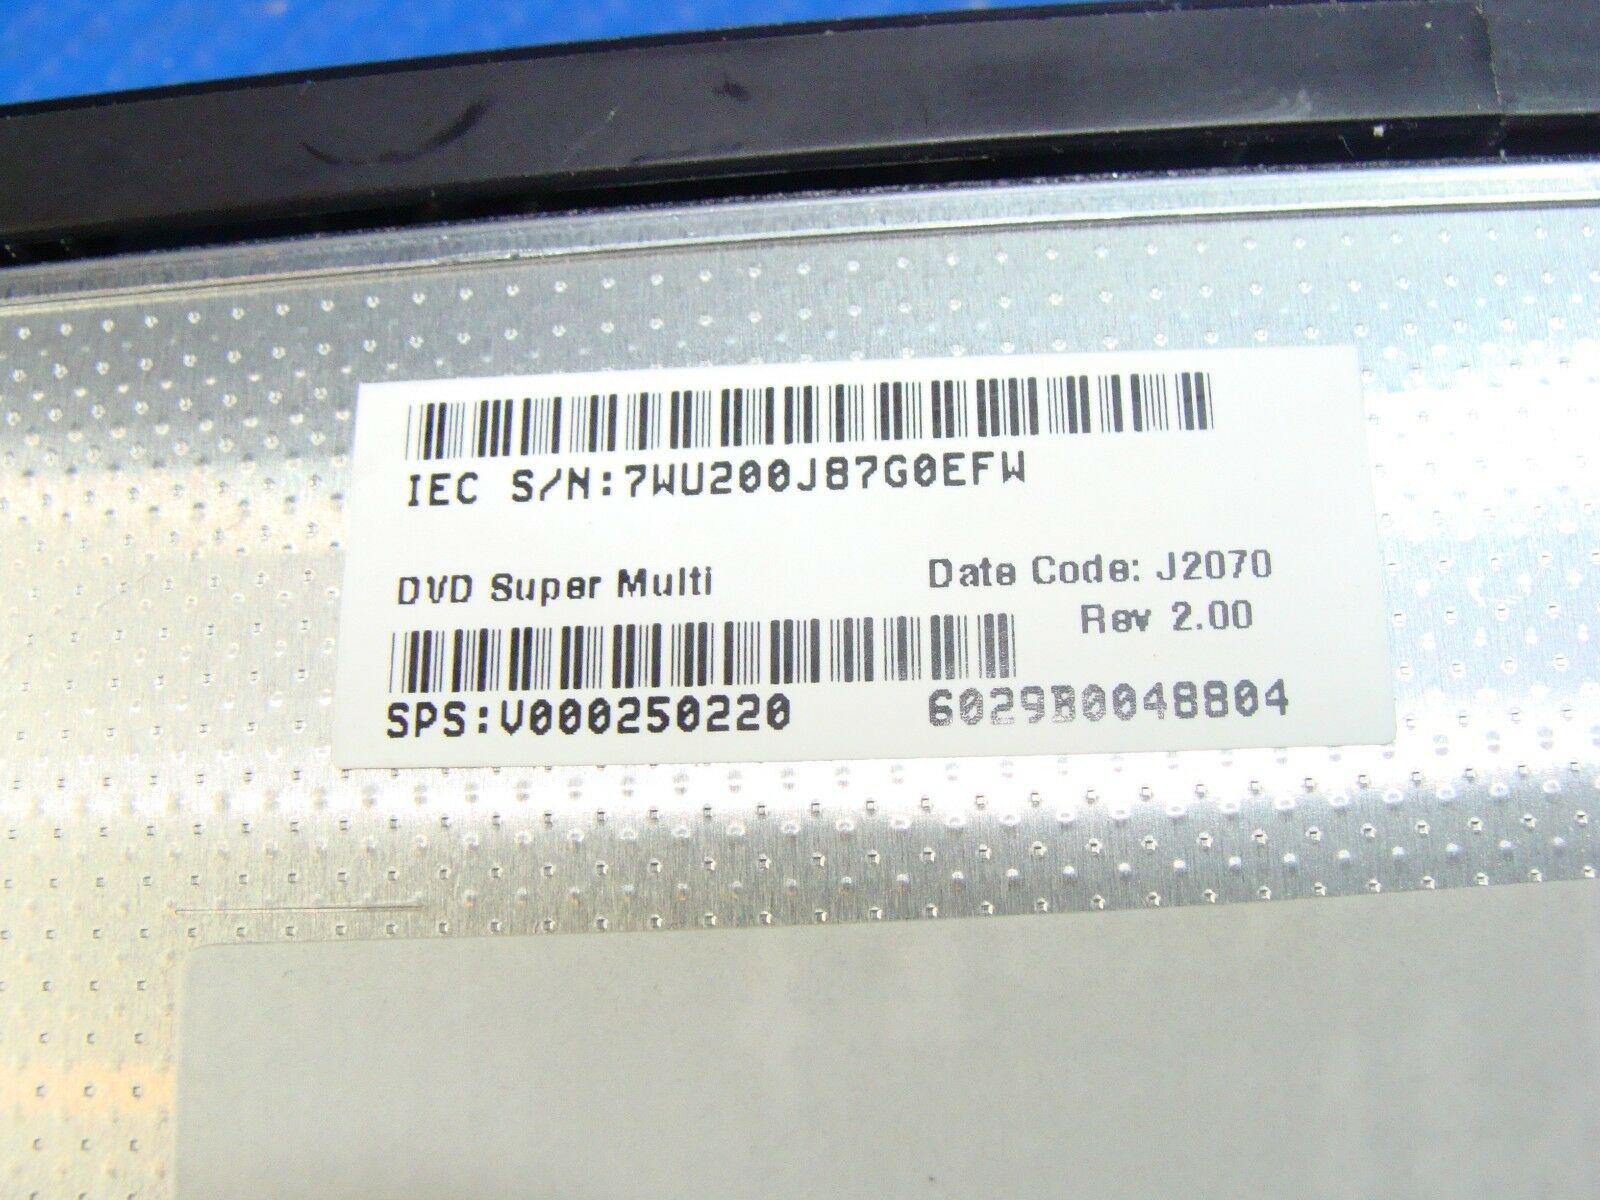 IEC S/N:7WU200J87G0EFW
DVD Super Multi
Date Code: J2070
Rev 2.00
SPS:V000250220
6029B0048804